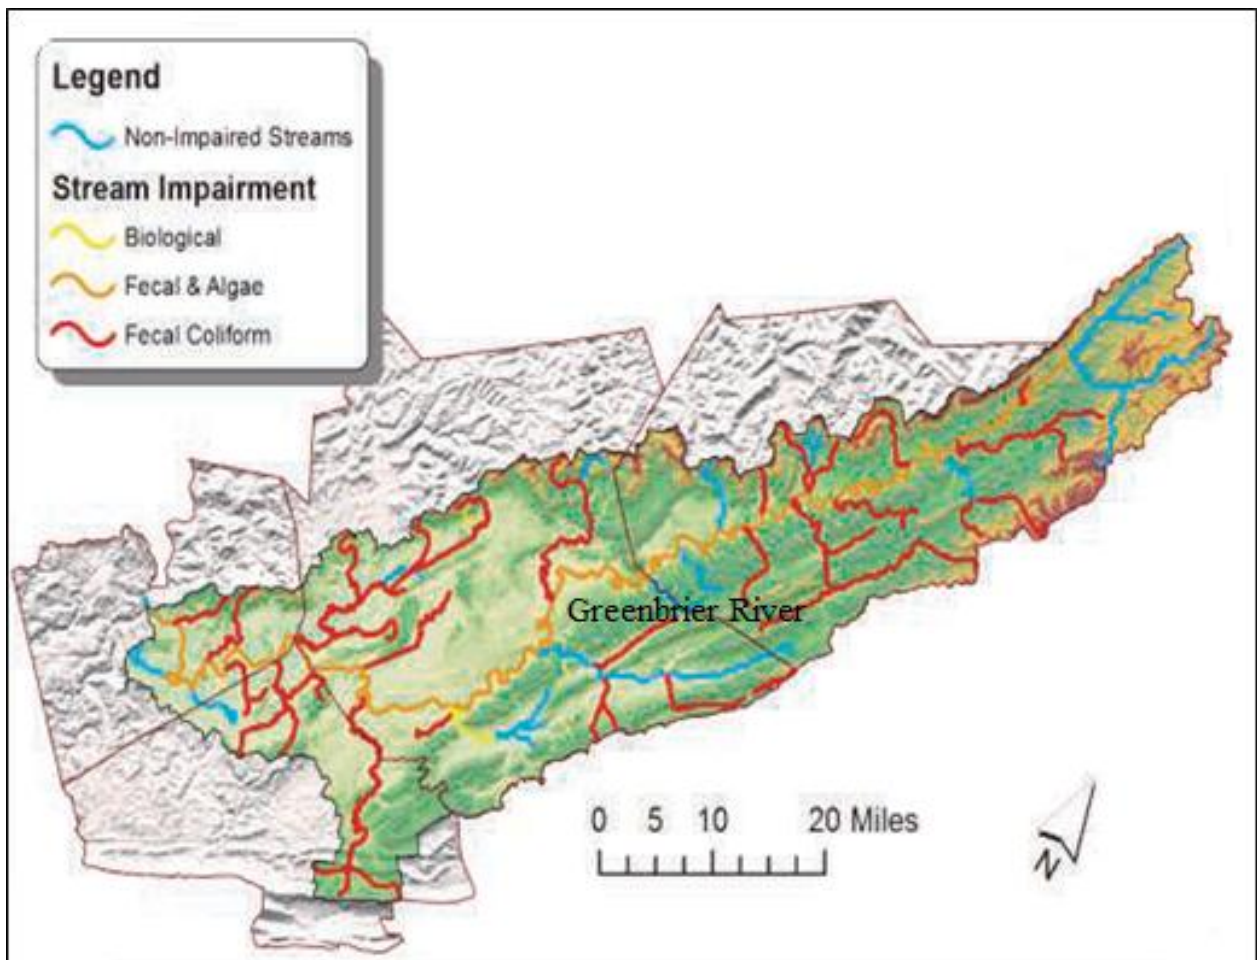 Legend
Non-Impaired Streams
Stream Impairment
Biological
Fecal & Algae
Fecal Coliform
Greenbrier River
0 5 10 20 Miles
N